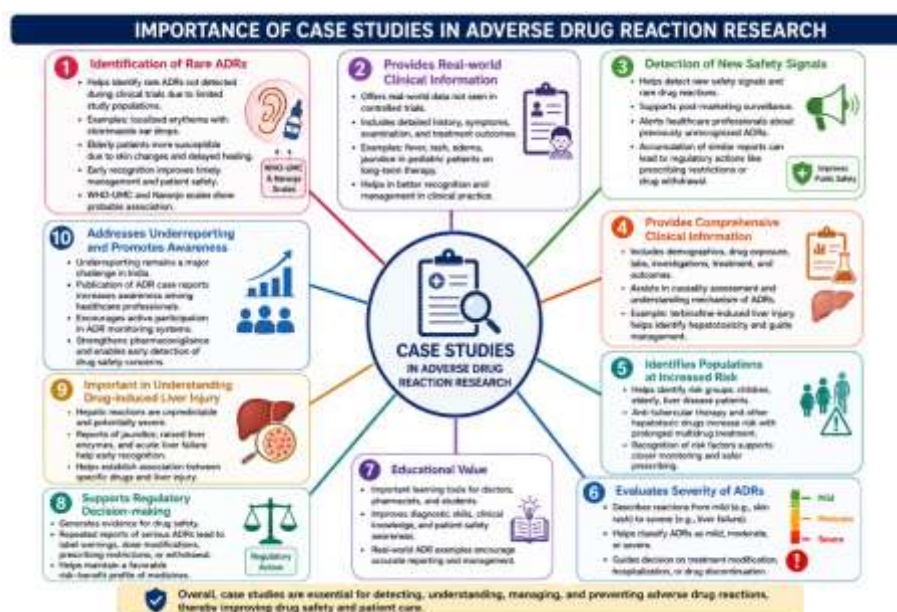 IMPORTANCE OF CASE STUDIES IN ADVERSE DRUG REACTION RESEARCH
1
Identification of Rare ADRs
• Helps identify rare ADRs not detected
during clinical trials due to limited
study populations.
• Examples: localized erythema with
clotrimazole ear drops.
• Elderly patients more susceptible
due to skin changes and delayed healing.
• Early recognition improves timely
management and patient safety.
• WHO-UMC and Naranjo scales show
probable association.
WHO-UMC
& Naranjo
Scales
2
Provides Real-world
Clinical Information
• Offers real-world data not seen in
controlled trials.
• Includes detailed history, symptoms,
examination, and treatment outcomes.
• Examples: fever, rash, edema,
jaundice in pediatric patients on
long-term therapy.
• Helps in better recognition and
management in clinical practice.
3
Detection of New Safety Signals
• Helps detect new safety signals and
rare drug reactions.
• Supports post-marketing surveillance.
• Alerts healthcare professionals about
previously unrecognized ADRs.
• Accumulation of similar reports can
lead to regulatory actions like
prescribing restrictions or
drug withdrawal.
Improves
Public Safety
4
Provides Comprehensive
Clinical Information
• Includes demographics, drug exposure,
labs, investigations, treatment, and
outcomes.
• Assists in causality assessment and
understanding mechanism of ADRs.
• Example: terbinafine-induced liver injury
helps identify hepatotoxicity and guide
management.
5
Identifies Populations
at Increased Risk
• Helps identify risk groups: children,
elderly, liver disease patients.
• Anti-tubercular therapy and other
hepatotoxic drugs increase risk with
prolonged multidrug treatment.
• Recognition of risk factors supports
closer monitoring and safer
prescribing.
6
Evaluates Severity of ADRs
• Describes reactions from mild (e.g., skin
rash) to severe (e.g., liver failure).
• Helps classify ADRs as mild, moderate,
or severe.
• Guides decision on treatment modification,
hospitalization, or drug discontinuation.
Mild
Moderate
Severe
7
Educational Value
• Important learning tools for doctors,
pharmacists, and students.
• Improves diagnostic skills, clinical
knowledge, and patient safety
awareness.
• Real-world ADR examples encourage
accurate reporting and management.
8
Supports Regulatory
Decision-making
• Generates evidence for drug safety.
• Repeated reports of serious ADRs lead to
label warnings, dose modifications,
prescribing restrictions, or withdrawal.
• Helps maintain a favorable
risk-benefit profile of medicines.
Regulatory
Action
9
Important in Understanding
Drug-Induced Liver Injury
• Hepatic reactions are unpredictable
and potentially severe.
• Reports of jaundice, raised liver
enzymes, and acute liver failure
help early recognition.
• Helps establish association between
specific drugs and liver injury.
10
Addresses Underreporting
and Promotes Awareness
• Underreporting remains a major
challenge in India.
• Publication of ADR case reports
increases awareness among
healthcare professionals.
• Encourages active participation
in ADR monitoring systems.
• Strengthens pharmacovigilance
and enables early detection of
drug safety concerns.
CASE STUDIES
IN ADVERSE DRUG
REACTION RESEARCH
Overall, case studies are essential for detecting, understanding, managing, and preventing adverse drug reactions,
thereby improving drug safety and patient care.